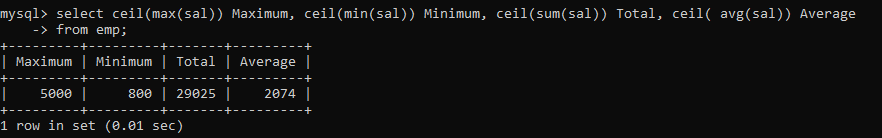 mysql> select ceil(max(sal)) Maximum, ceil(min(sal)) Minimum, ceil(sum(sal)) Total, ceil( avg(sal)) Average
    -> from emp;
+---------+---------+-------+---------+
| Maximum | Minimum | Total | Average |
+---------+---------+-------+---------+
|    5000 |     800 | 29025 |    2074 |
+---------+---------+-------+---------+
1 row in set (0.01 sec)